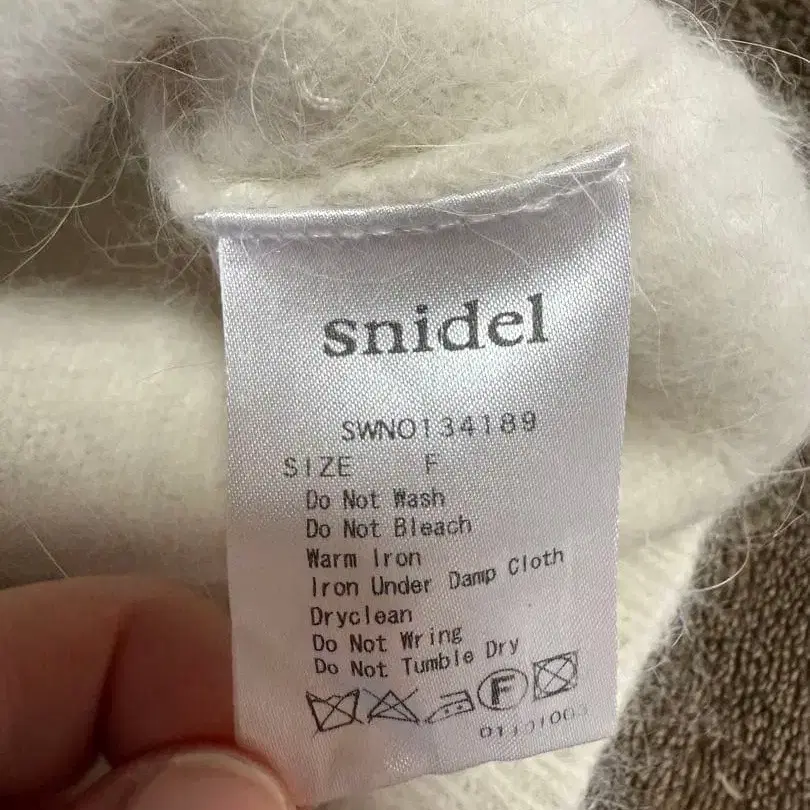 snidel
SWNO134189
SIZE F
Do Not Wash
Do Not Bleach
Warm Iron
Iron Under Damp Cloth
Dryclean
Do Not Wring
Do Not Tumble Dry
F